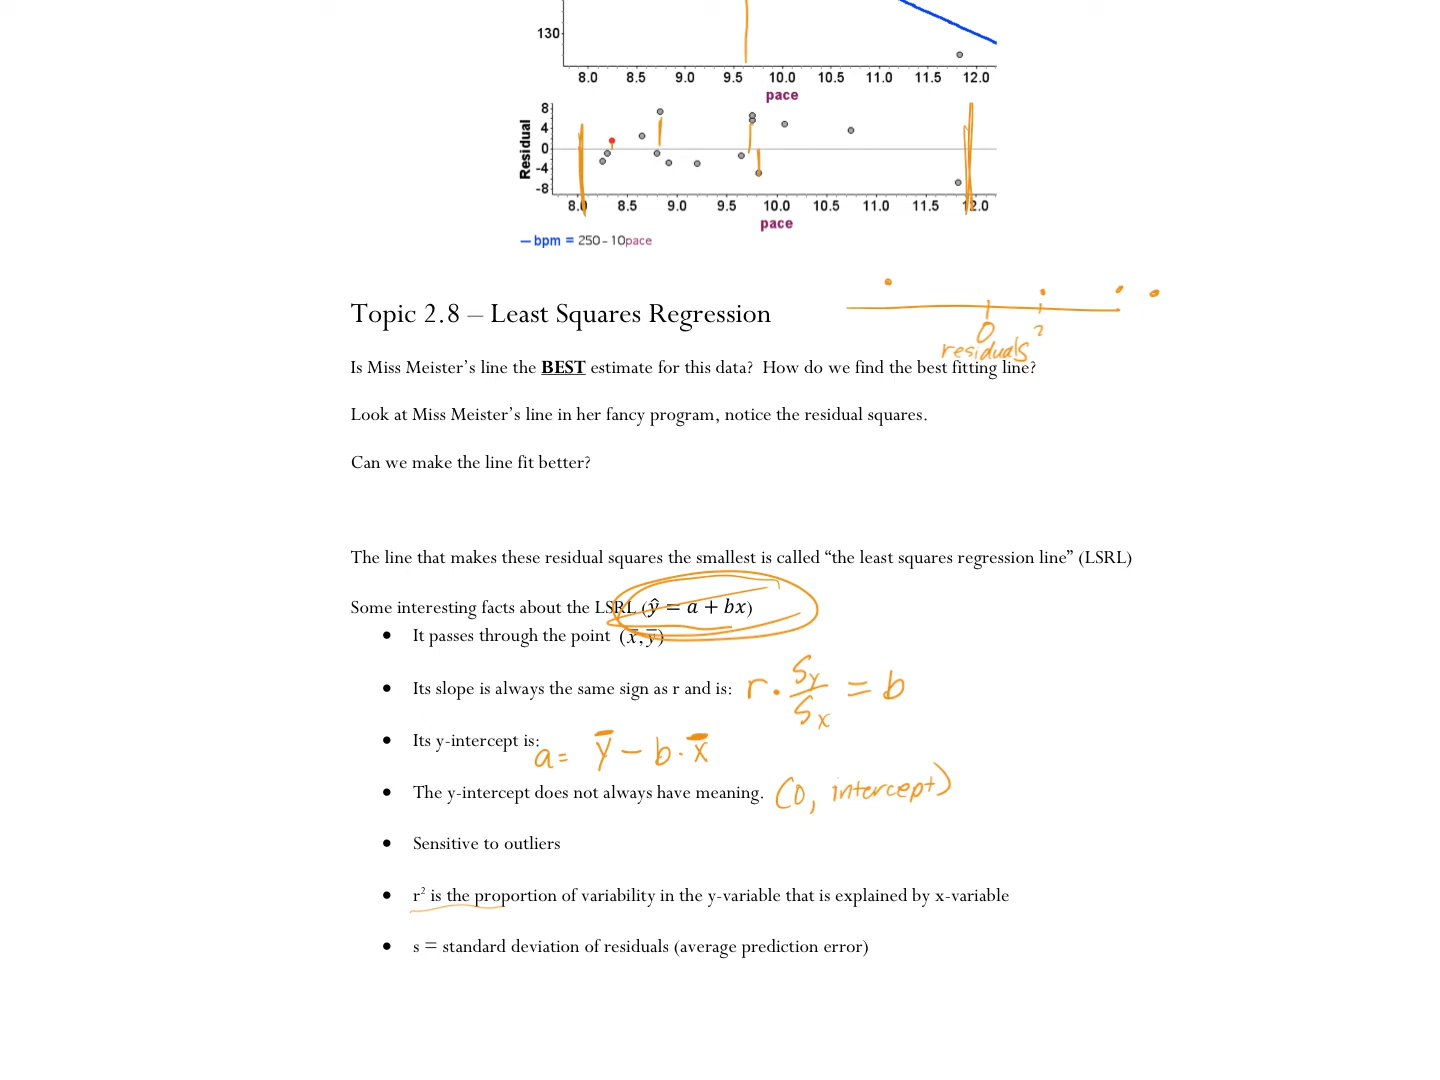 130
8.0 8.5 9.0 9.5 10.0 10.5 11.0 11.5 12.0
pace
8
4
0
-4
-8
Residual
8.0 8.5 9.0 9.5 10.0 10.5 11.0 11.5 12.0
pace
bpm = 250 - 10pace
0 2
residuals
Topic 2.8 – Least Squares Regression
Is Miss Meister's line the BEST estimate for this data? How do we find the best fitting line?
Look at Miss Meister's line in her fancy program, notice the residual squares.
Can we make the line fit better?
The line that makes these residual squares the smallest is called “the least squares regression line” (LSRL)
Some interesting facts about the LSRL (ŷ = a + bx)
• It passes through the point (x̅, y̅)
• Its slope is always the same sign as r and is: r · Sy/Sx = b
• Its y-intercept is: a = y̅ – b · x̅
• The y-intercept does not always have meaning. (0, intercept)
• Sensitive to outliers
• r² is the proportion of variability in the y-variable that is explained by x-variable
• s = standard deviation of residuals (average prediction error)